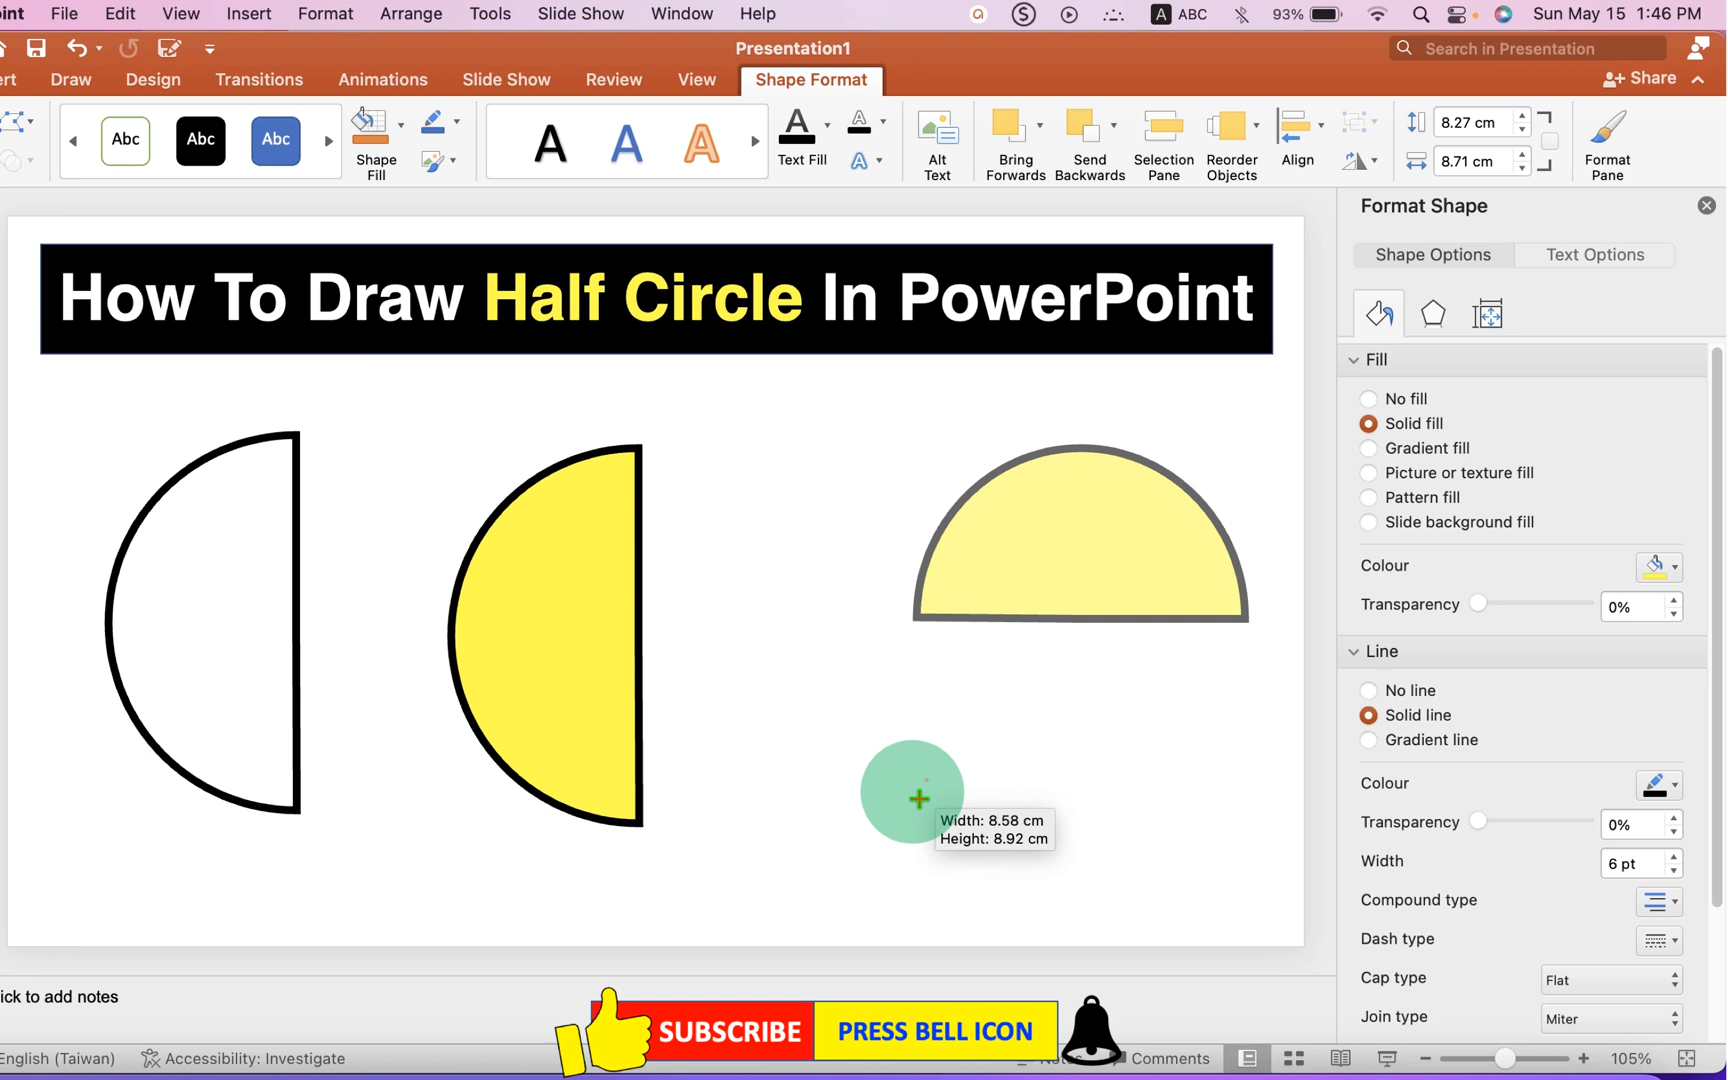 int File Edit View Insert Format Arrange Tools Slide Show Window Help A ABC 93% Sun May 15 1:46 PM
Presentation1 Search in Presentation
ert Draw Design Transitions Animations Slide Show Review View Shape Format Share
Abc Abc Abc
Shape
Fill
A A A
A
Text Fill
A
A
Alt
Text
Bring
Forwards
Send
Backwards
Selection
Pane
Reorder
Objects
Align
8.27 cm
8.71 cm
Format
Pane
How To Draw Half Circle In PowerPoint
Width: 8.58 cm
Height: 8.92 cm
Format Shape
Shape Options Text Options
Fill
No fill
Solid fill
Gradient fill
Picture or texture fill
Pattern fill
Slide background fill
Colour
Transparency 0%
Line
No line
Solid line
Gradient line
Colour
Transparency 0%
Width 6 pt
Compound type
Dash type
Cap type Flat
Join type Miter
ick to add notes
SUBSCRIBE PRESS BELL ICON
English (Taiwan) Accessibility: Investigate Notes Comments 105%